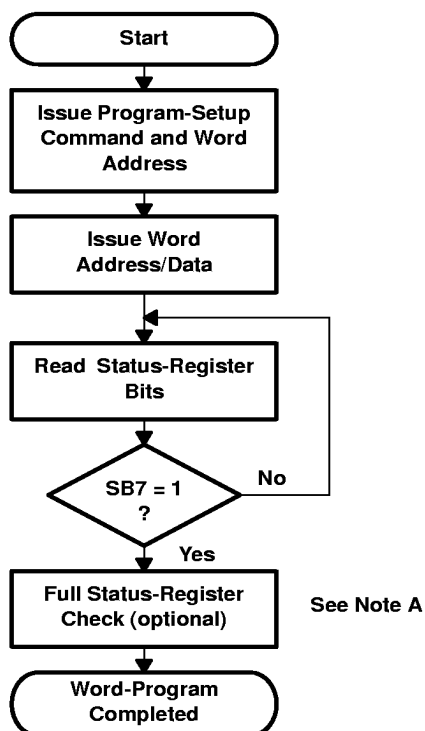 Start
Issue Program-Setup
Command and Word
Address
Issue Word
Address/Data
Read Status-Register
Bits
SB7 = 1
?
No
Yes
Full Status-Register
Check (optional)
See Note A
Word-Program
Completed